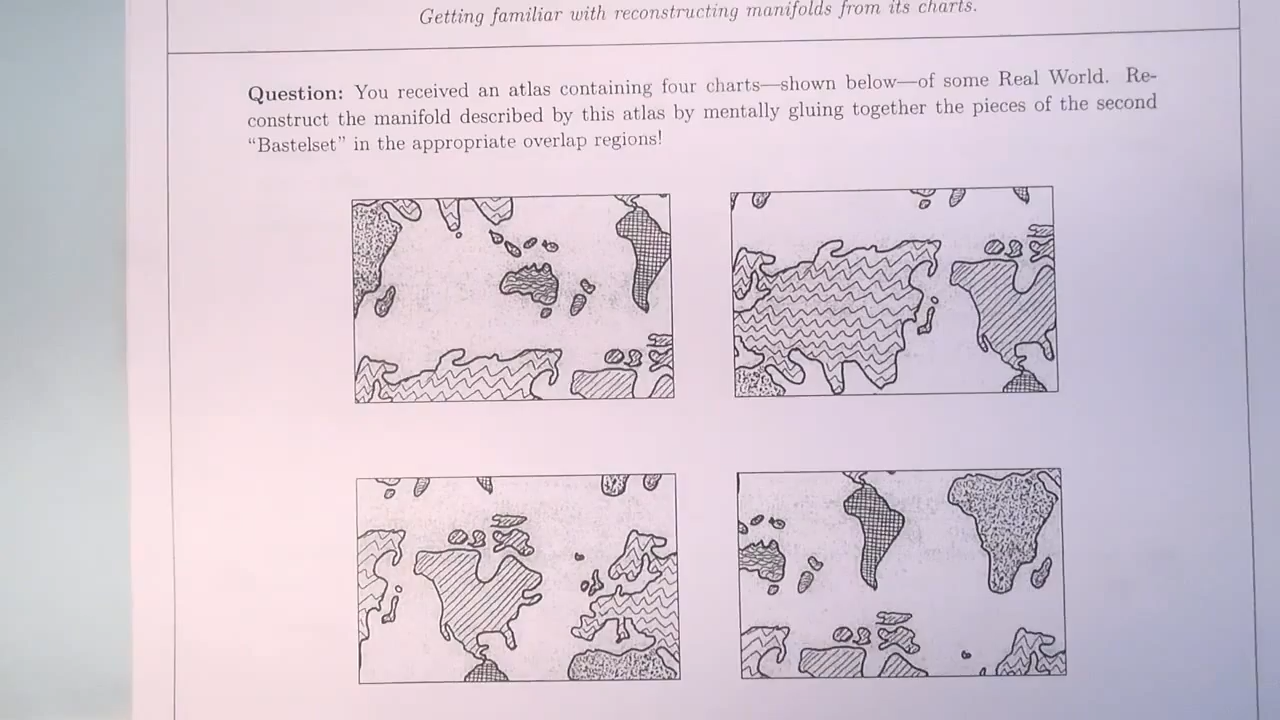 Getting familiar with reconstructing manifolds from its charts.
Question: You received an atlas containing four charts—shown below—of some Real World. Re-
construct the manifold described by this atlas by mentally gluing together the pieces of the second
“Bastelset” in the appropriate overlap regions!